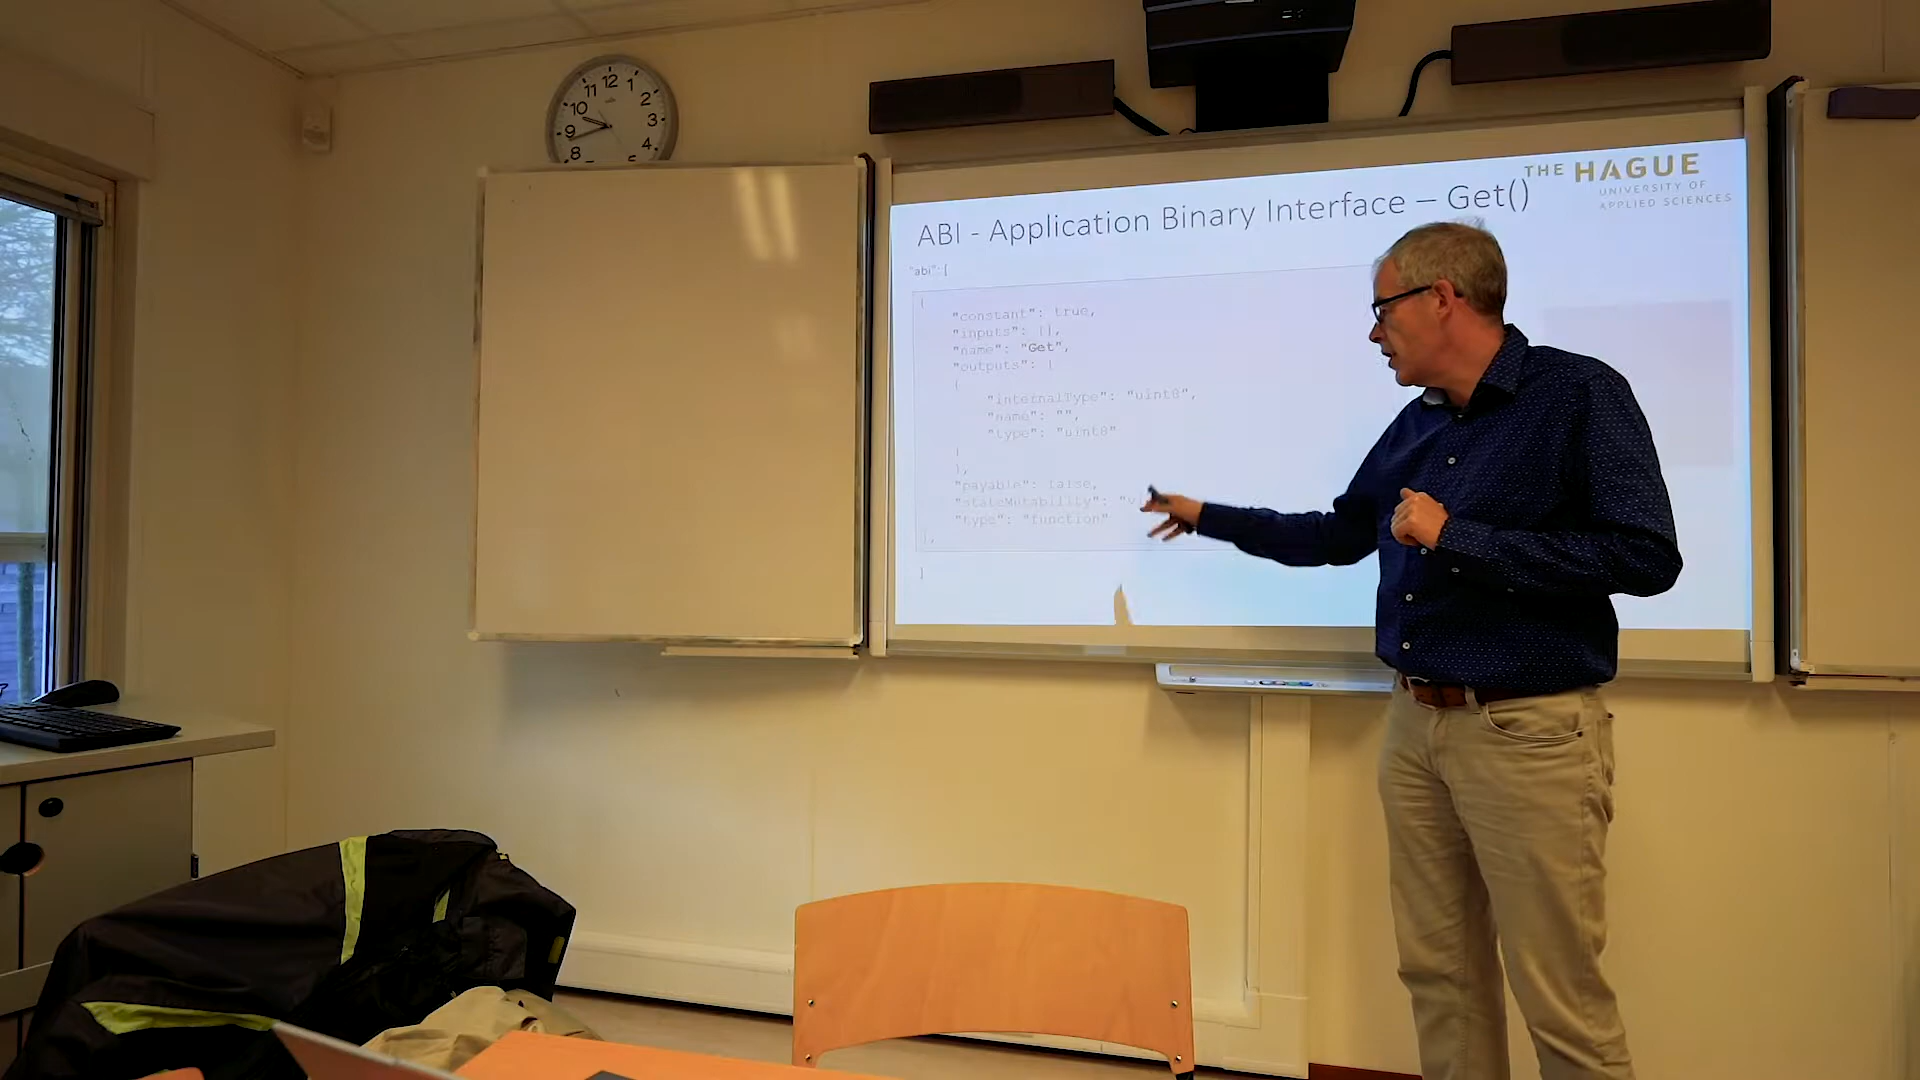 12
11
1
10
2
9
3
8
4
THE HAGUE
UNIVERSITY OF
APPLIED SCIENCES
ABI - Application Binary Interface – Get()
"abi": [
{
"constant": true,
"inputs": [],
"name": "Get",
"outputs": [
{
"internalType": "uint8",
"name": "",
"type": "uint8"
}
],
"payable": false,
"stateMutability":
"type": "function"
},
]